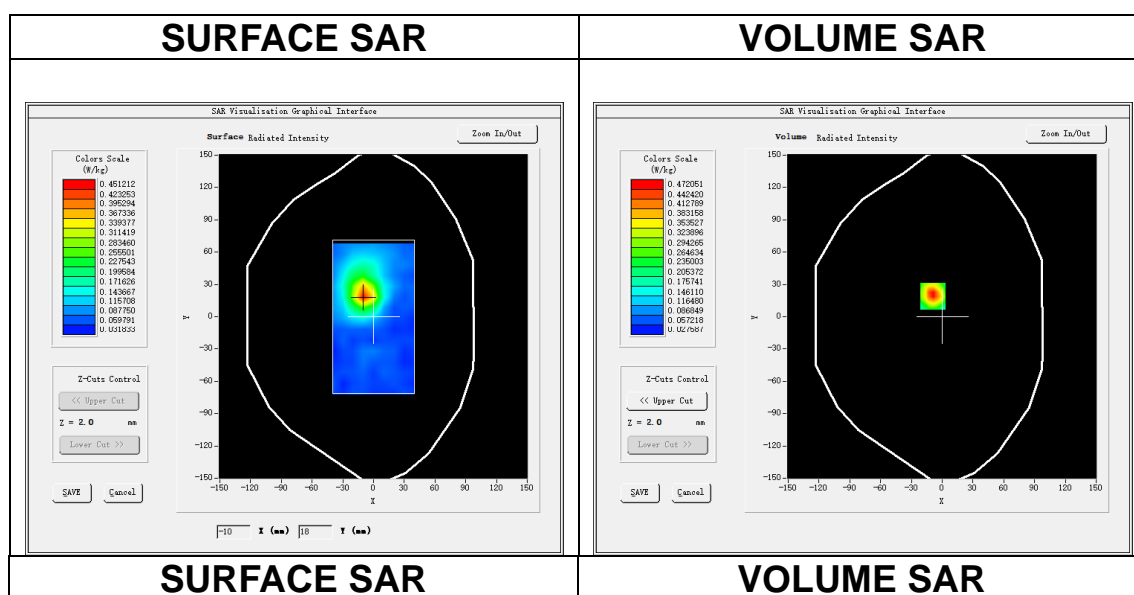 SURFACE SAR
VOLUME SAR
SAR Visualisation Graphical Interface
Surface Radiated Intensity
Zoom In/Out
Colors Scale
(W/kg)
0.451212
0.423253
0.395294
0.367336
0.339377
0.311419
0.283460
0.255501
0.227543
0.199584
0.171626
0.143667
0.115708
0.087750
0.059791
0.031833
150
120
90
60
30
0
-30
-60
-90
-120
-150
Y
-150 -120 -90 -60 -30 0 30 60 90 120 150
X
Z-Cuts Control
<< Upper Cut
Z = 2.0 mm
Lower Cut >>
SAVE Cancel
-10 X (mm) 18 Y (mm)
SAR Visualisation Graphical Interface
Volume Radiated Intensity
Zoom In/Out
Colors Scale
(W/kg)
0.472051
0.442420
0.412789
0.383158
0.353527
0.323896
0.294265
0.264634
0.235003
0.205372
0.175741
0.146110
0.116480
0.086849
0.057218
0.027587
150
120
90
60
30
0
-30
-60
-90
-120
-150
Y
-150 -120 -90 -60 -30 0 30 60 90 120 150
X
Z-Cuts Control
<< Upper Cut
Z = 2.0 mm
Lower Cut >>
SAVE Cancel
SURFACE SAR
VOLUME SAR